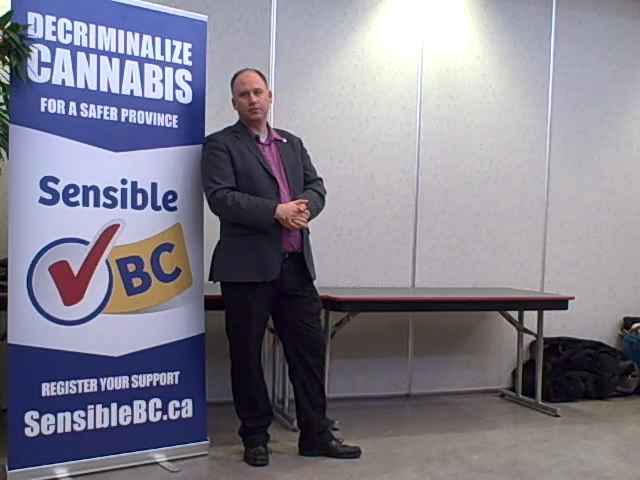 DECRIMINALIZE
CANNABIS
FOR A SAFER PROVINCE
Sensible
BC
REGISTER YOUR SUPPORT
SensibleBC.ca